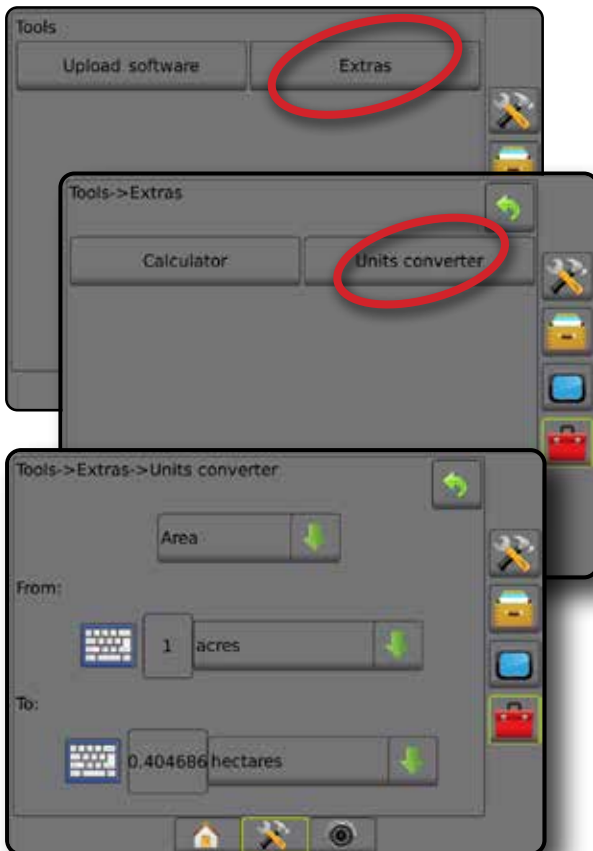 Tools
Upload software Extras
Tools->Extras
Calculator Units converter
Tools->Extras->Units converter
Area
From:
1 acres
To:
0.404686 hectares